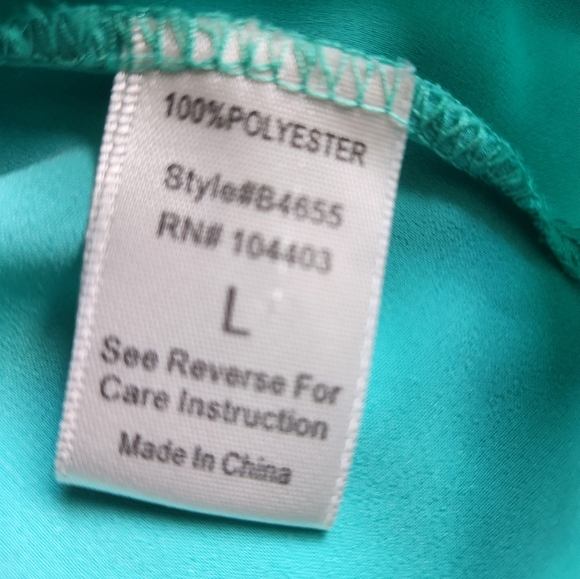 100%POLYESTER
Style#B4655
RN# 104403
L
See Reverse For
Care Instruction
Made In China